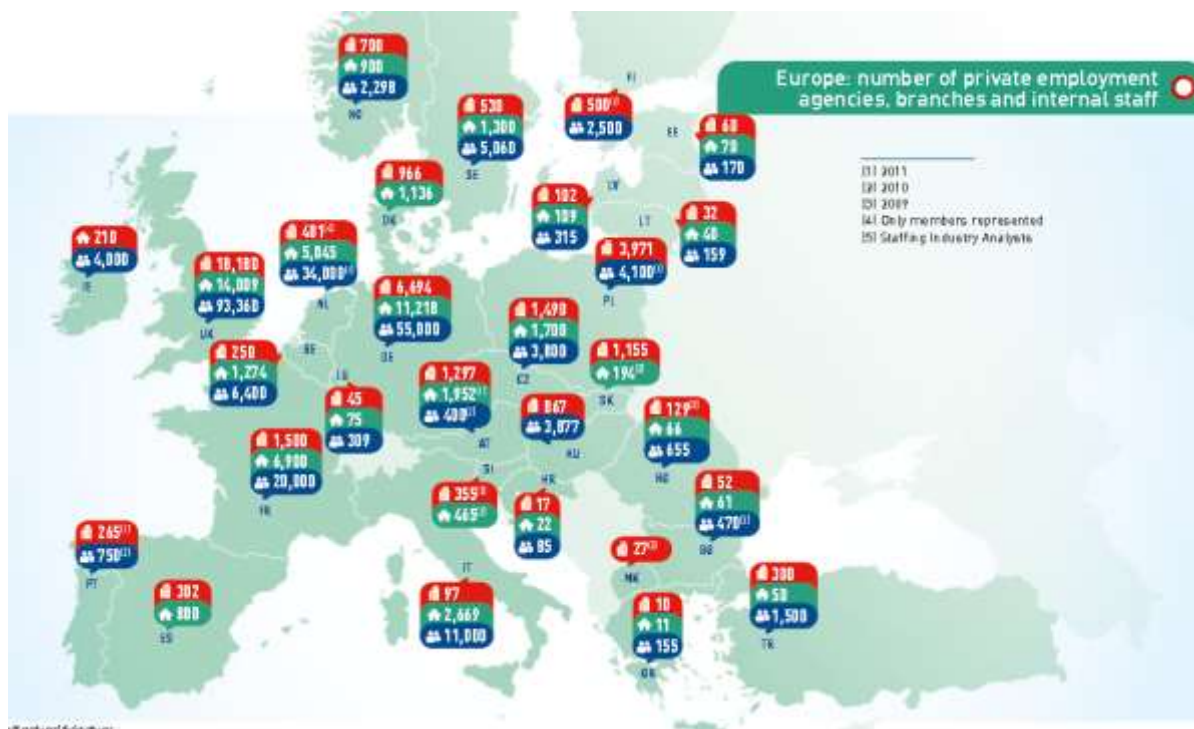 Europe: number of private employment
agencies, branches and internal staff
[1] 2011
[2] 2010
[3] 2009
[4] Only members represented
[5] Staffing Industry Analysts
700
900
2,298
NO
530
1,300
5,060
SE
FI
500
2,500
EE
60
70
170
966
1,136
DK
102
109
315
LV
LT
32
40
159
210
4,000
IE
18,180
14,009
93,360
UK
5,045
34,000
NL
6,694
11,218
55,000
DE
3,971
4,100
PL
1,490
1,700
3,800
CZ
250
1,274
6,400
BE
45
75
309
1,297
1,952
400
AT
1,155
194
SK
867
3,877
HU
129
66
655
1,500
6,900
20,000
FR
SI
355
465
HR
17
22
85
52
61
470
BG
265
750
PT
302
800
ES
IT
97
2,669
11,000
27
MK
10
11
155
GR
300
50
1,500
TR